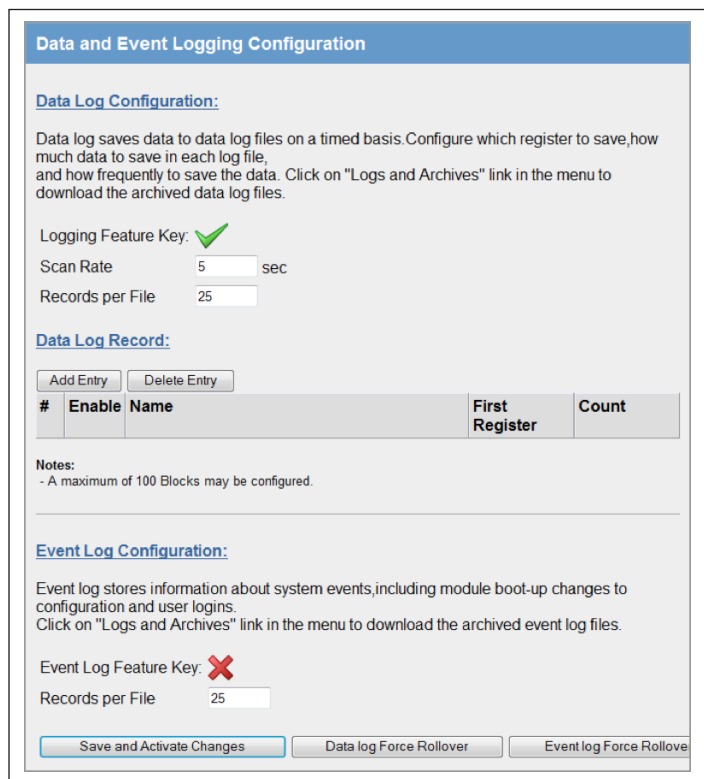 Data and Event Logging Configuration
Data Log Configuration:
Data log saves data to data log files on a timed basis.Configure which register to save,how
much data to save in each log file,
and how frequently to save the data. Click on "Logs and Archives" link in the menu to
download the archived data log files.
Logging Feature Key:
Scan Rate 5 sec
Records per File 25
Data Log Record:
Add Entry Delete Entry
# Enable Name First Register Count
Notes:
- A maximum of 100 Blocks may be configured.
Event Log Configuration:
Event log stores information about system events,including module boot-up changes to
configuration and user logins.
Click on "Logs and Archives" link in the menu to download the archived event log files.
Event Log Feature Key:
Records per File 25
Save and Activate Changes Data log Force Rollover Event log Force Rollove